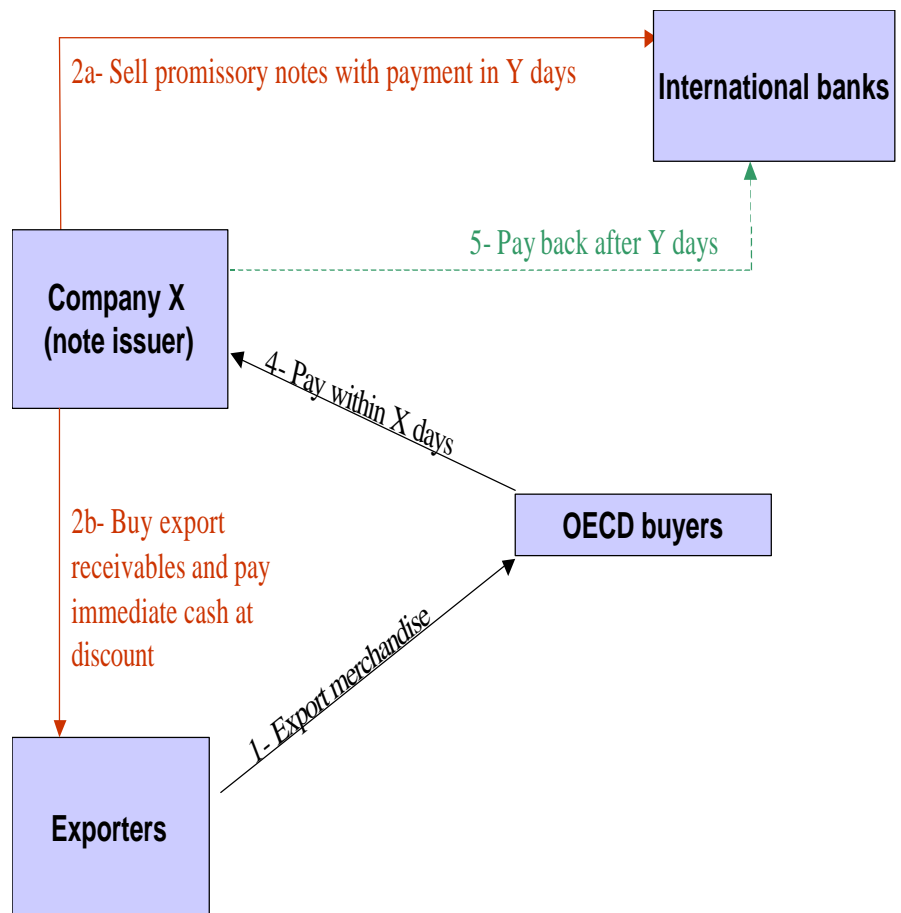 2a- Sell promissory notes with payment in Y days
International banks
5- Pay back after Y days
Company X
(note issuer)
4- Pay within X days
OECD buyers
2b- Buy export
receivables and pay
immediate cash at
discount
1- Export merchandise
Exporters